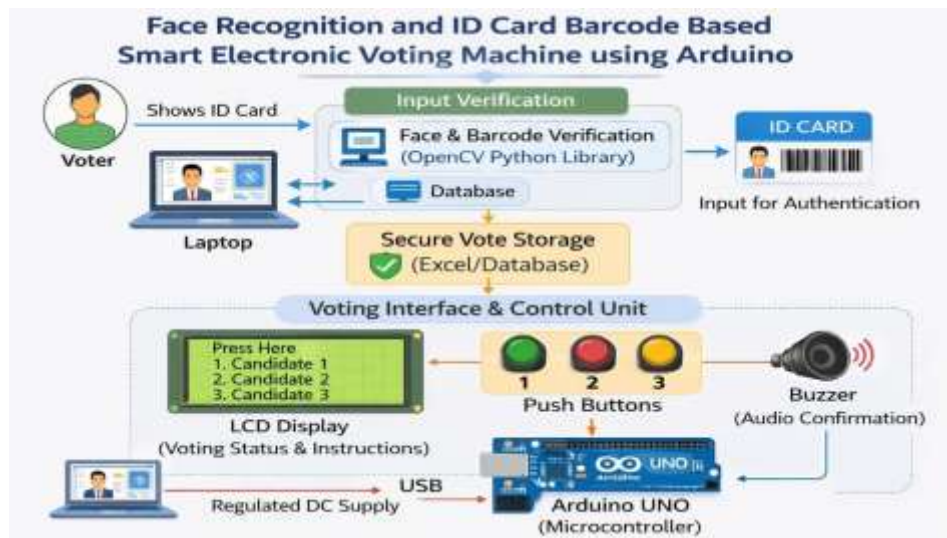 Face Recognition and ID Card Barcode Based
Smart Electronic Voting Machine using Arduino
Input Verification
Shows ID Card
Voter
Face & Barcode Verification
(OpenCV Python Library)
Database
ID CARD
Input for Authentication
Laptop
Secure Vote Storage
(Excel/Database)
Voting Interface & Control Unit
Press Here
1. Candidate 1
2. Candidate 2
3. Candidate 3
LCD Display
(Voting Status & Instructions)
1 2 3
Push Buttons
Buzzer
(Audio Confirmation)
USB
Regulated DC Supply
UNO
Arduino UNO
(Microcontroller)